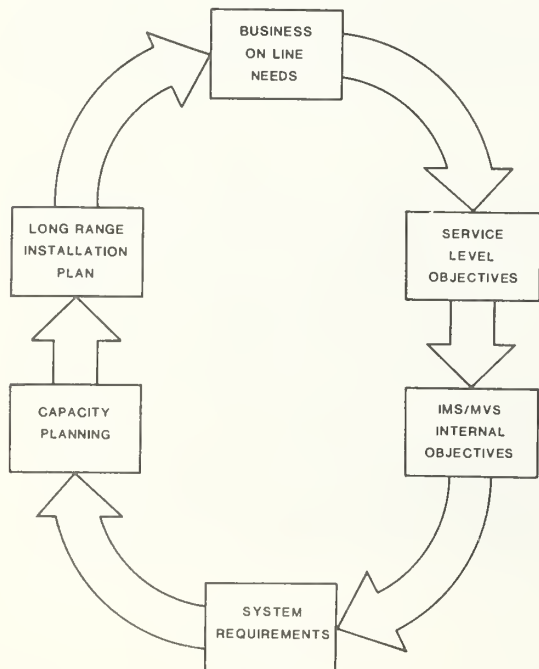 BUSINESS
ON LINE
NEEDS
SERVICE
LEVEL
OBJECTIVES
IMS/MVS
INTERNAL
OBJECTIVES
SYSTEM
REQUIREMENTS
CAPACITY
PLANNING
LONG RANGE
INSTALLATION
PLAN